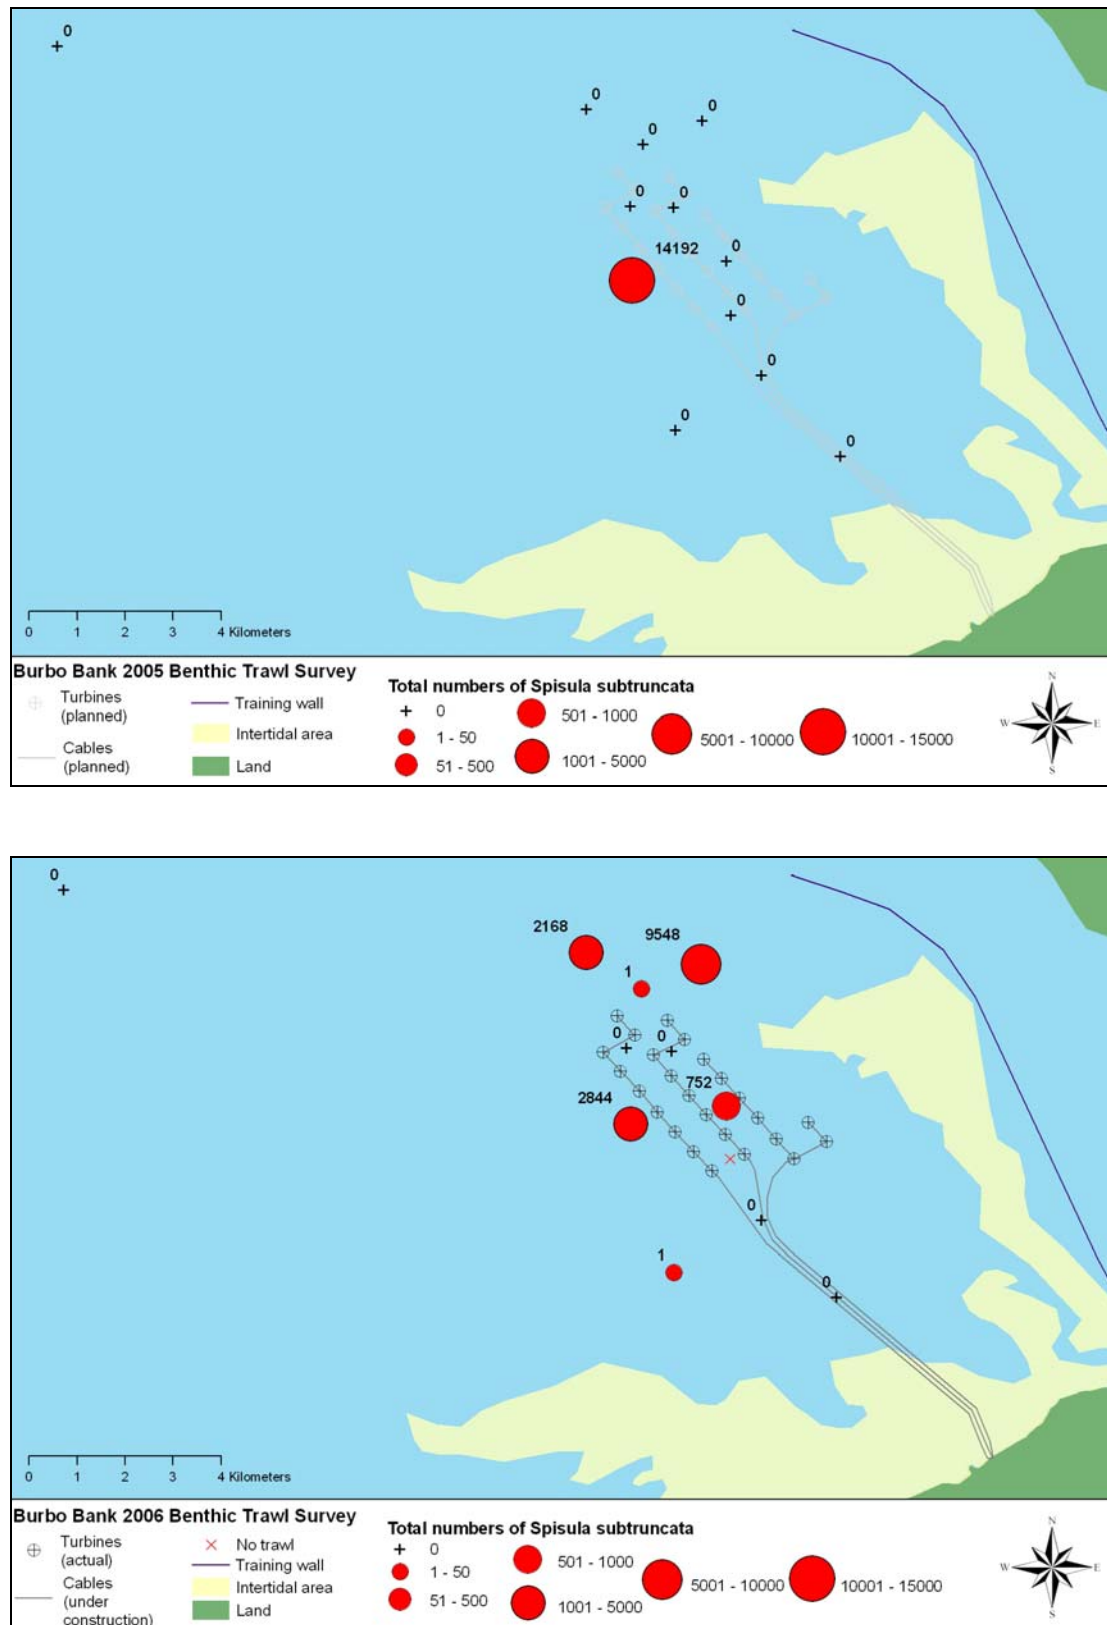 0
0
0
0
0
0
14192
0
0
0
0
0
0 1 2 3 4 Kilometers
Burbo Bank 2005 Benthic Trawl Survey
Turbines
(planned)
Cables
(planned)
Training wall
Intertidal area
Land
Total numbers of Spisula subtruncata
0
1 - 50
51 - 500
501 - 1000
1001 - 5000
5001 - 10000
10001 - 15000
N
W
E
S
0
2168
9548
1
0
0
752
2844
0
1
0
0 1 2 3 4 Kilometers
Burbo Bank 2006 Benthic Trawl Survey
Turbines
(actual)
Cables
(under
construction)
No trawl
Training wall
Intertidal area
Land
Total numbers of Spisula subtruncata
0
1 - 50
51 - 500
501 - 1000
1001 - 5000
5001 - 10000
10001 - 15000
N
W
E
S